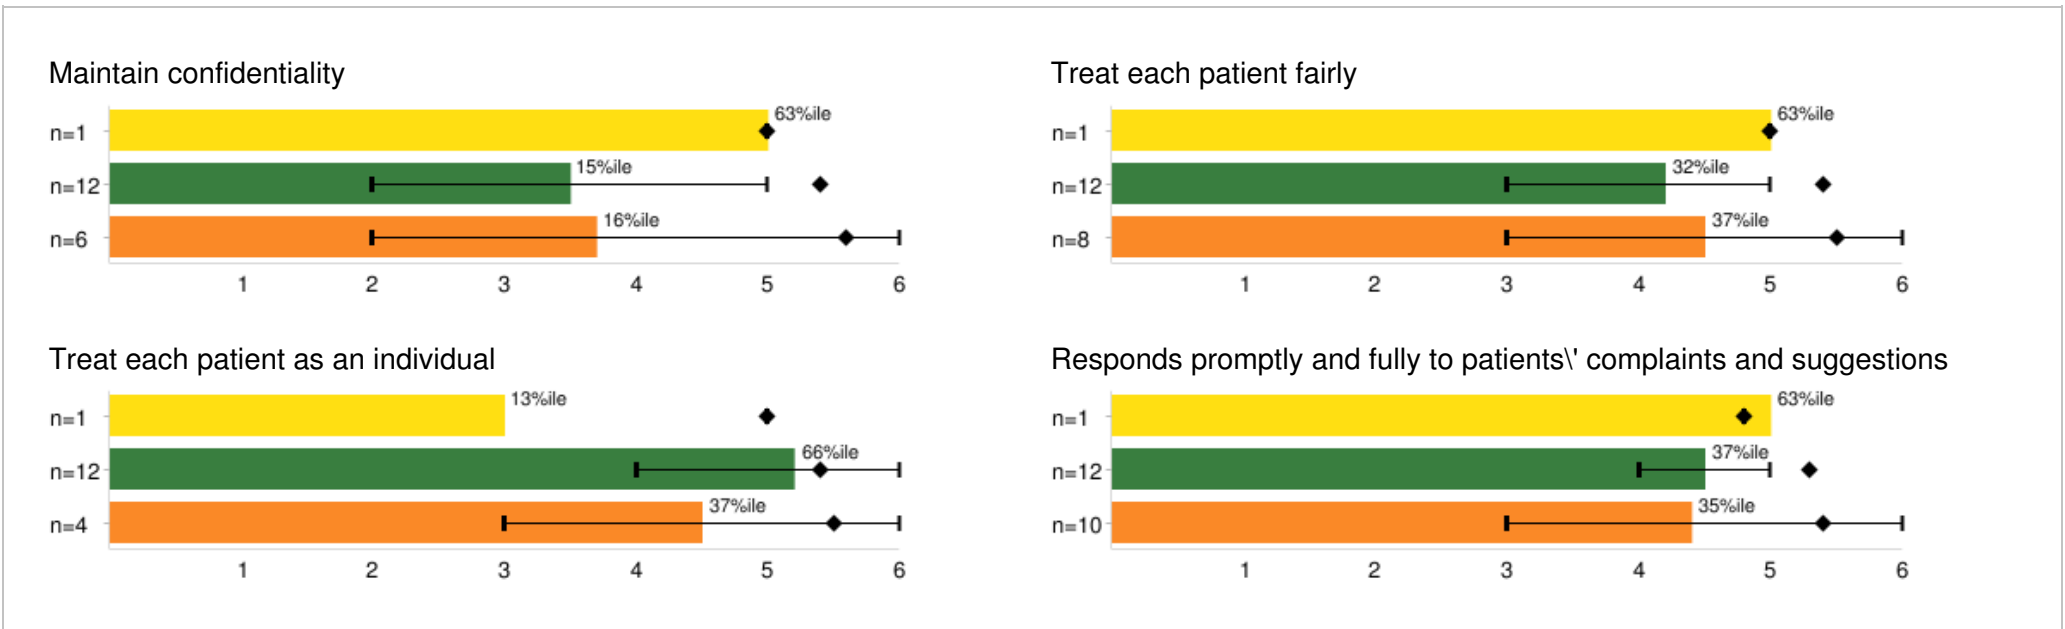 Maintain confidentiality
n=1 63%ile
n=12 15%ile
n=6 16%ile
1 2 3 4 5 6
Treat each patient fairly
n=1 63%ile
n=12 32%ile
n=8 37%ile
1 2 3 4 5 6
Treat each patient as an individual
n=1 13%ile
n=12 66%ile
n=4 37%ile
1 2 3 4 5 6
Responds promptly and fully to patients\' complaints and suggestions
n=1 63%ile
n=12 37%ile
n=10 35%ile
1 2 3 4 5 6